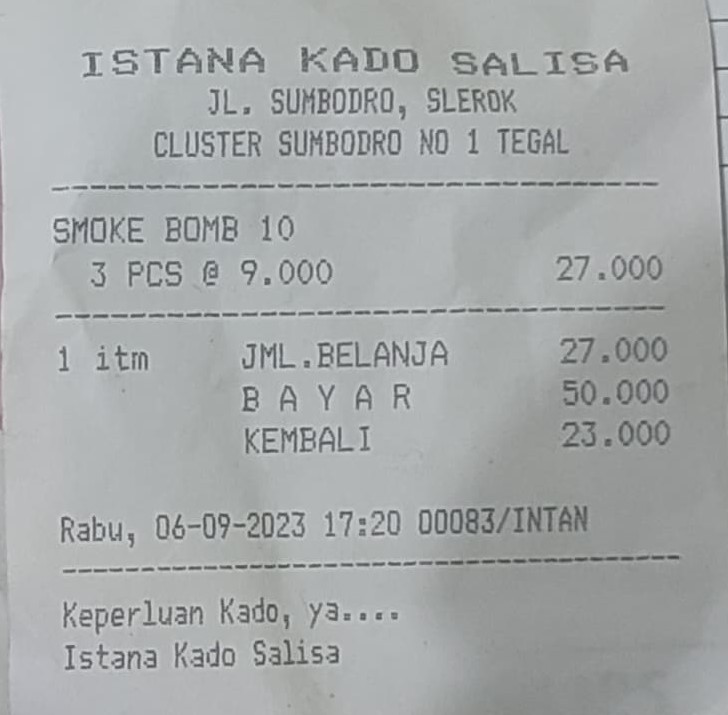 ISTANA KADO SALISA
JL. SUMBODRO, SLEROK
CLUSTER SUMBODRO NO 1 TEGAL
SMOKE BOMB 10
3 PCS @ 9.000 27.000
1 itm JML.BELANJA 27.000
B A Y A R 50.000
KEMBALI 23.000
Rabu, 06-09-2023 17:20 00083/INTAN
Keperluan Kado, ya....
Istana Kado Salisa